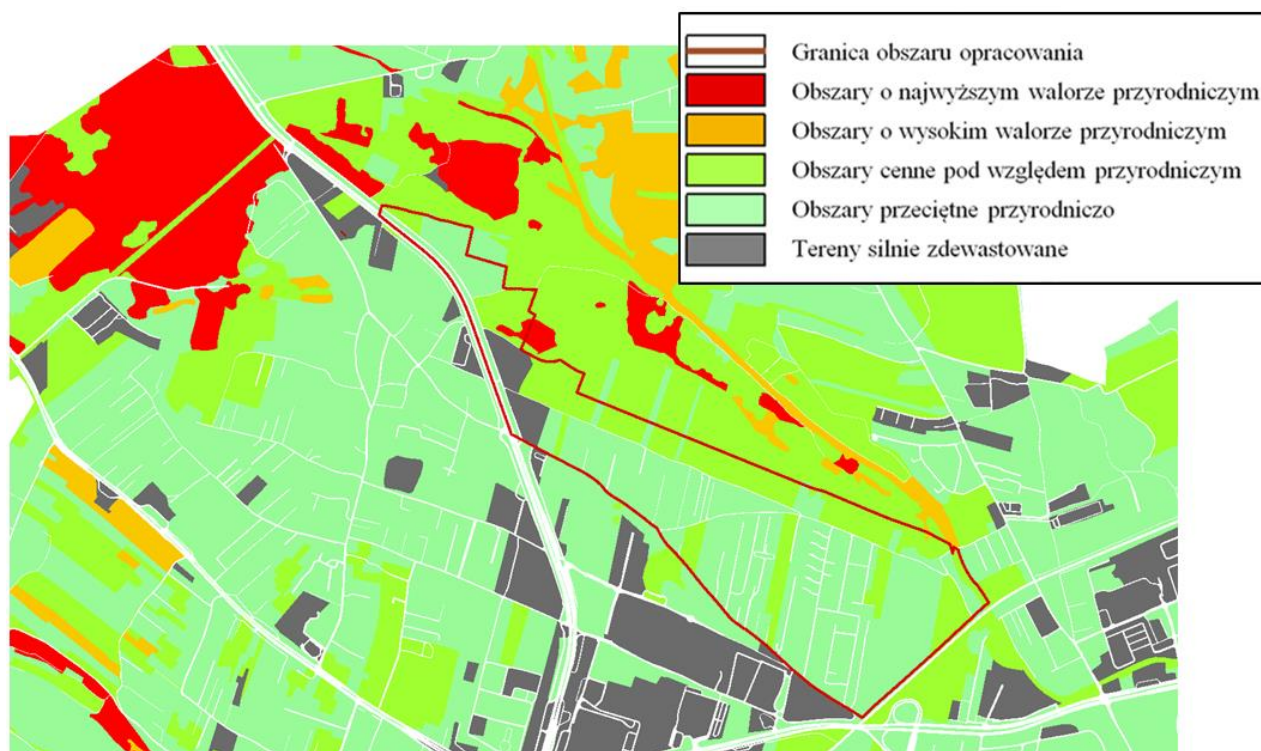 Granica obszaru opracowania
Obszary o najwyższym walorze przyrodniczym
Obszary o wysokim walorze przyrodniczym
Obszary cenne pod względem przyrodniczym
Obszary przeciętne przyrodniczo
Tereny silnie zdewastowane